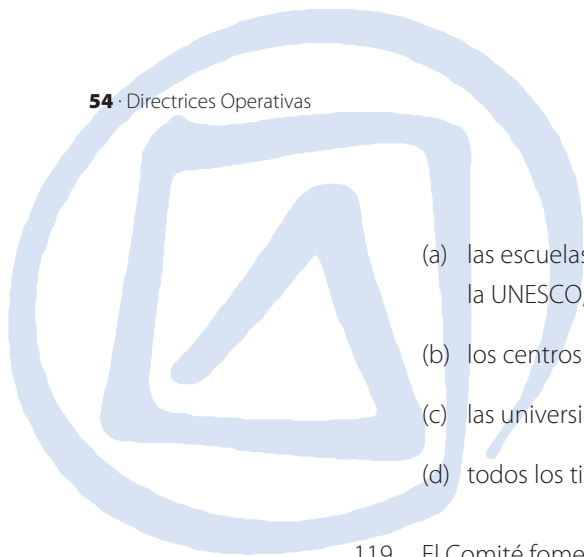 54 · Directrices Operativas
(a) las escuelas
la UNESCO
(b) los centros
(c) las universi
(d) todos los ti
119. El Comité fome